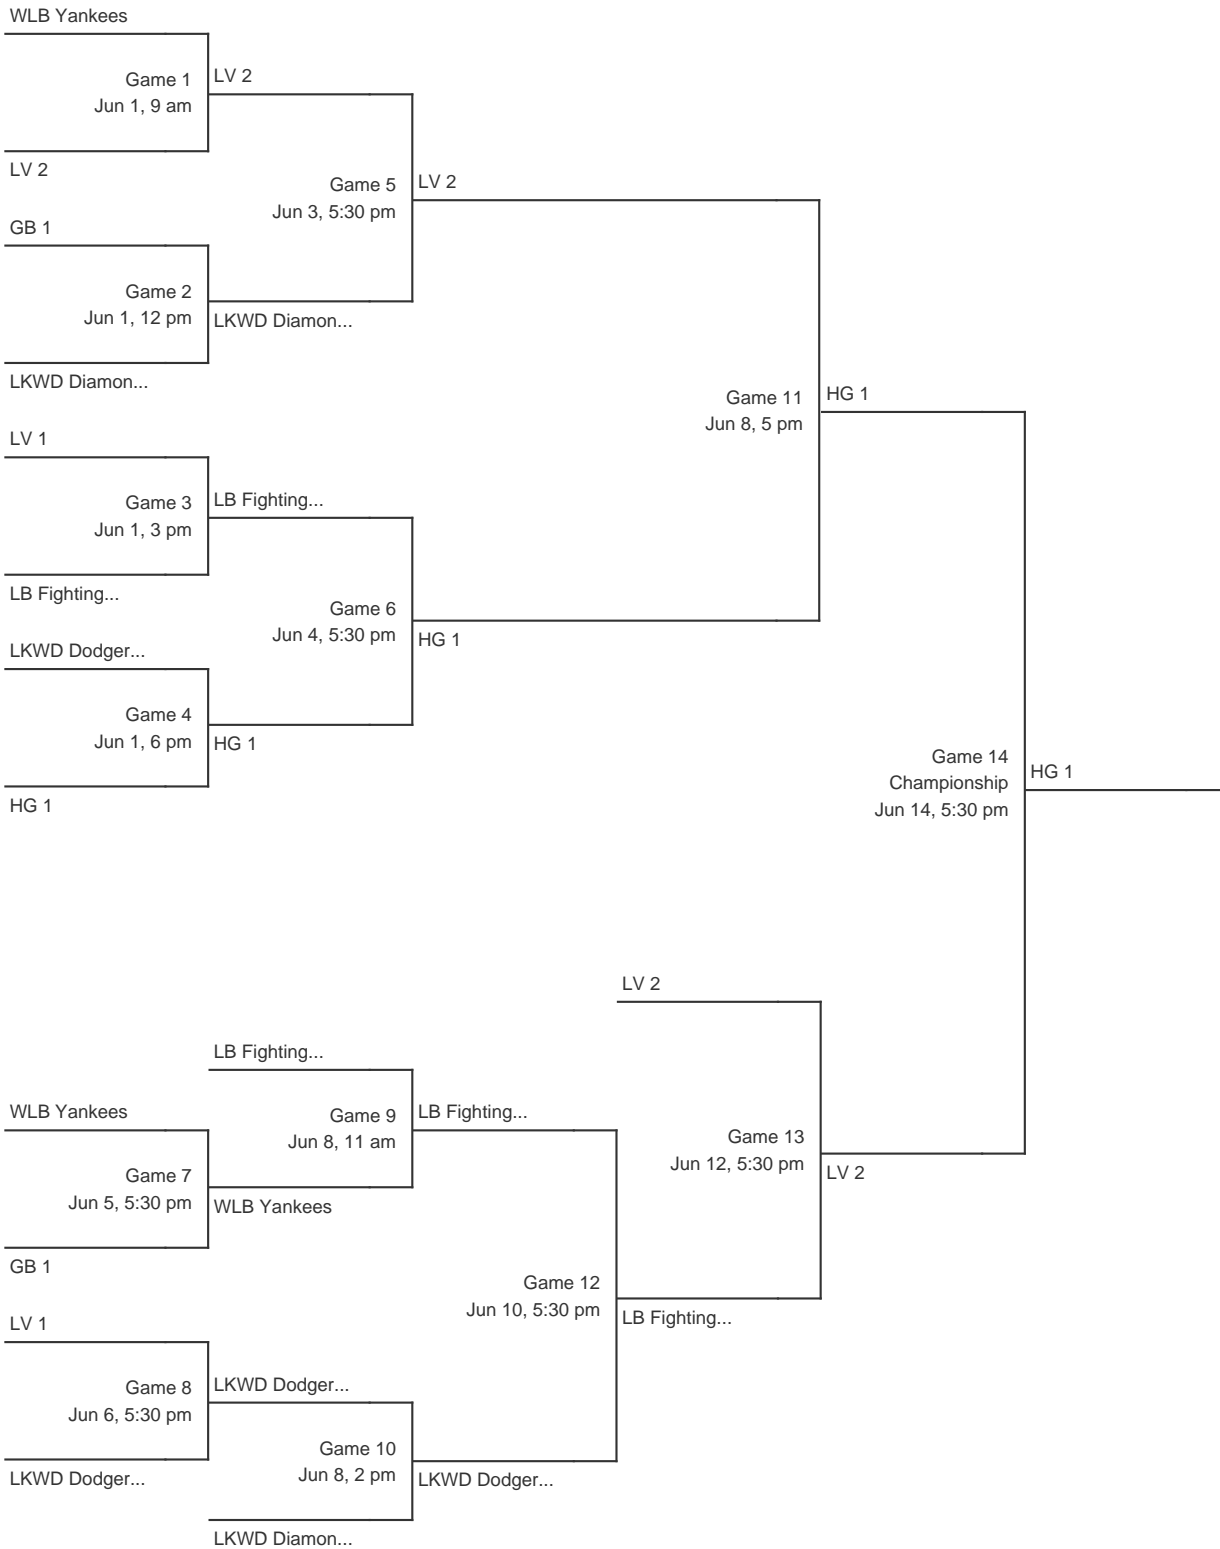 WLB Yankees
Game 1
Jun 1, 9 am
LV 2
LV 2
Game 5
Jun 3, 5:30 pm
LV 2
GB 1
Game 2
Jun 1, 12 pm
LKWD Diamon...
LKWD Diamon...
Game 11
Jun 8, 5 pm
HG 1
LV 1
Game 3
Jun 1, 3 pm
LB Fighting...
LB Fighting...
Game 6
Jun 4, 5:30 pm
HG 1
LKWD Dodger...
Game 4
Jun 1, 6 pm
HG 1
HG 1
Game 14
Championship
Jun 14, 5:30 pm
HG 1
LV 2
LB Fighting...
WLB Yankees
Game 9
Jun 8, 11 am
LB Fighting...
Game 13
Jun 12, 5:30 pm
LV 2
Game 7
Jun 5, 5:30 pm
WLB Yankees
GB 1
Game 12
Jun 10, 5:30 pm
LB Fighting...
LV 1
Game 8
Jun 6, 5:30 pm
LKWD Dodger...
LKWD Dodger...
Game 10
Jun 8, 2 pm
LKWD Dodger...
LKWD Diamon...